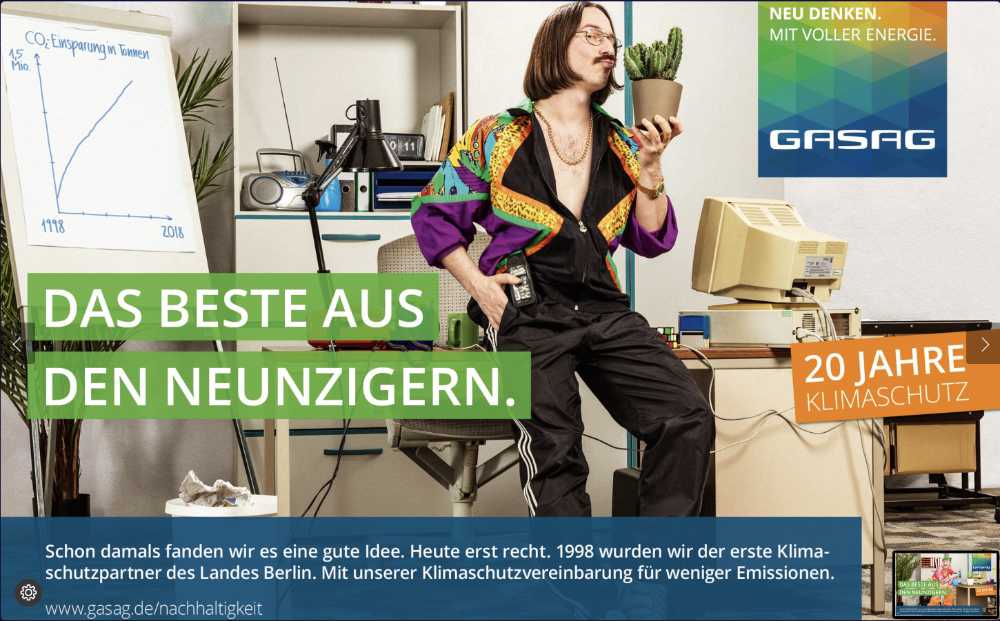 CO₂-Einsparung in Tonnen
1,5
Mio.
1998
2018
NEU DENKEN.
MIT VOLLER ENERGIE.
GASAG
11
DAS BESTE AUS
DEN NEUNZIGERN.
20 JAHRE
KLIMASCHUTZ
Schon damals fanden wir es eine gute Idee. Heute erst recht. 1998 wurden wir der erste Klima-
schutzpartner des Landes Berlin. Mit unserer Klimaschutzvereinbarung für weniger Emissionen.
www.gasag.de/nachhaltigkeit